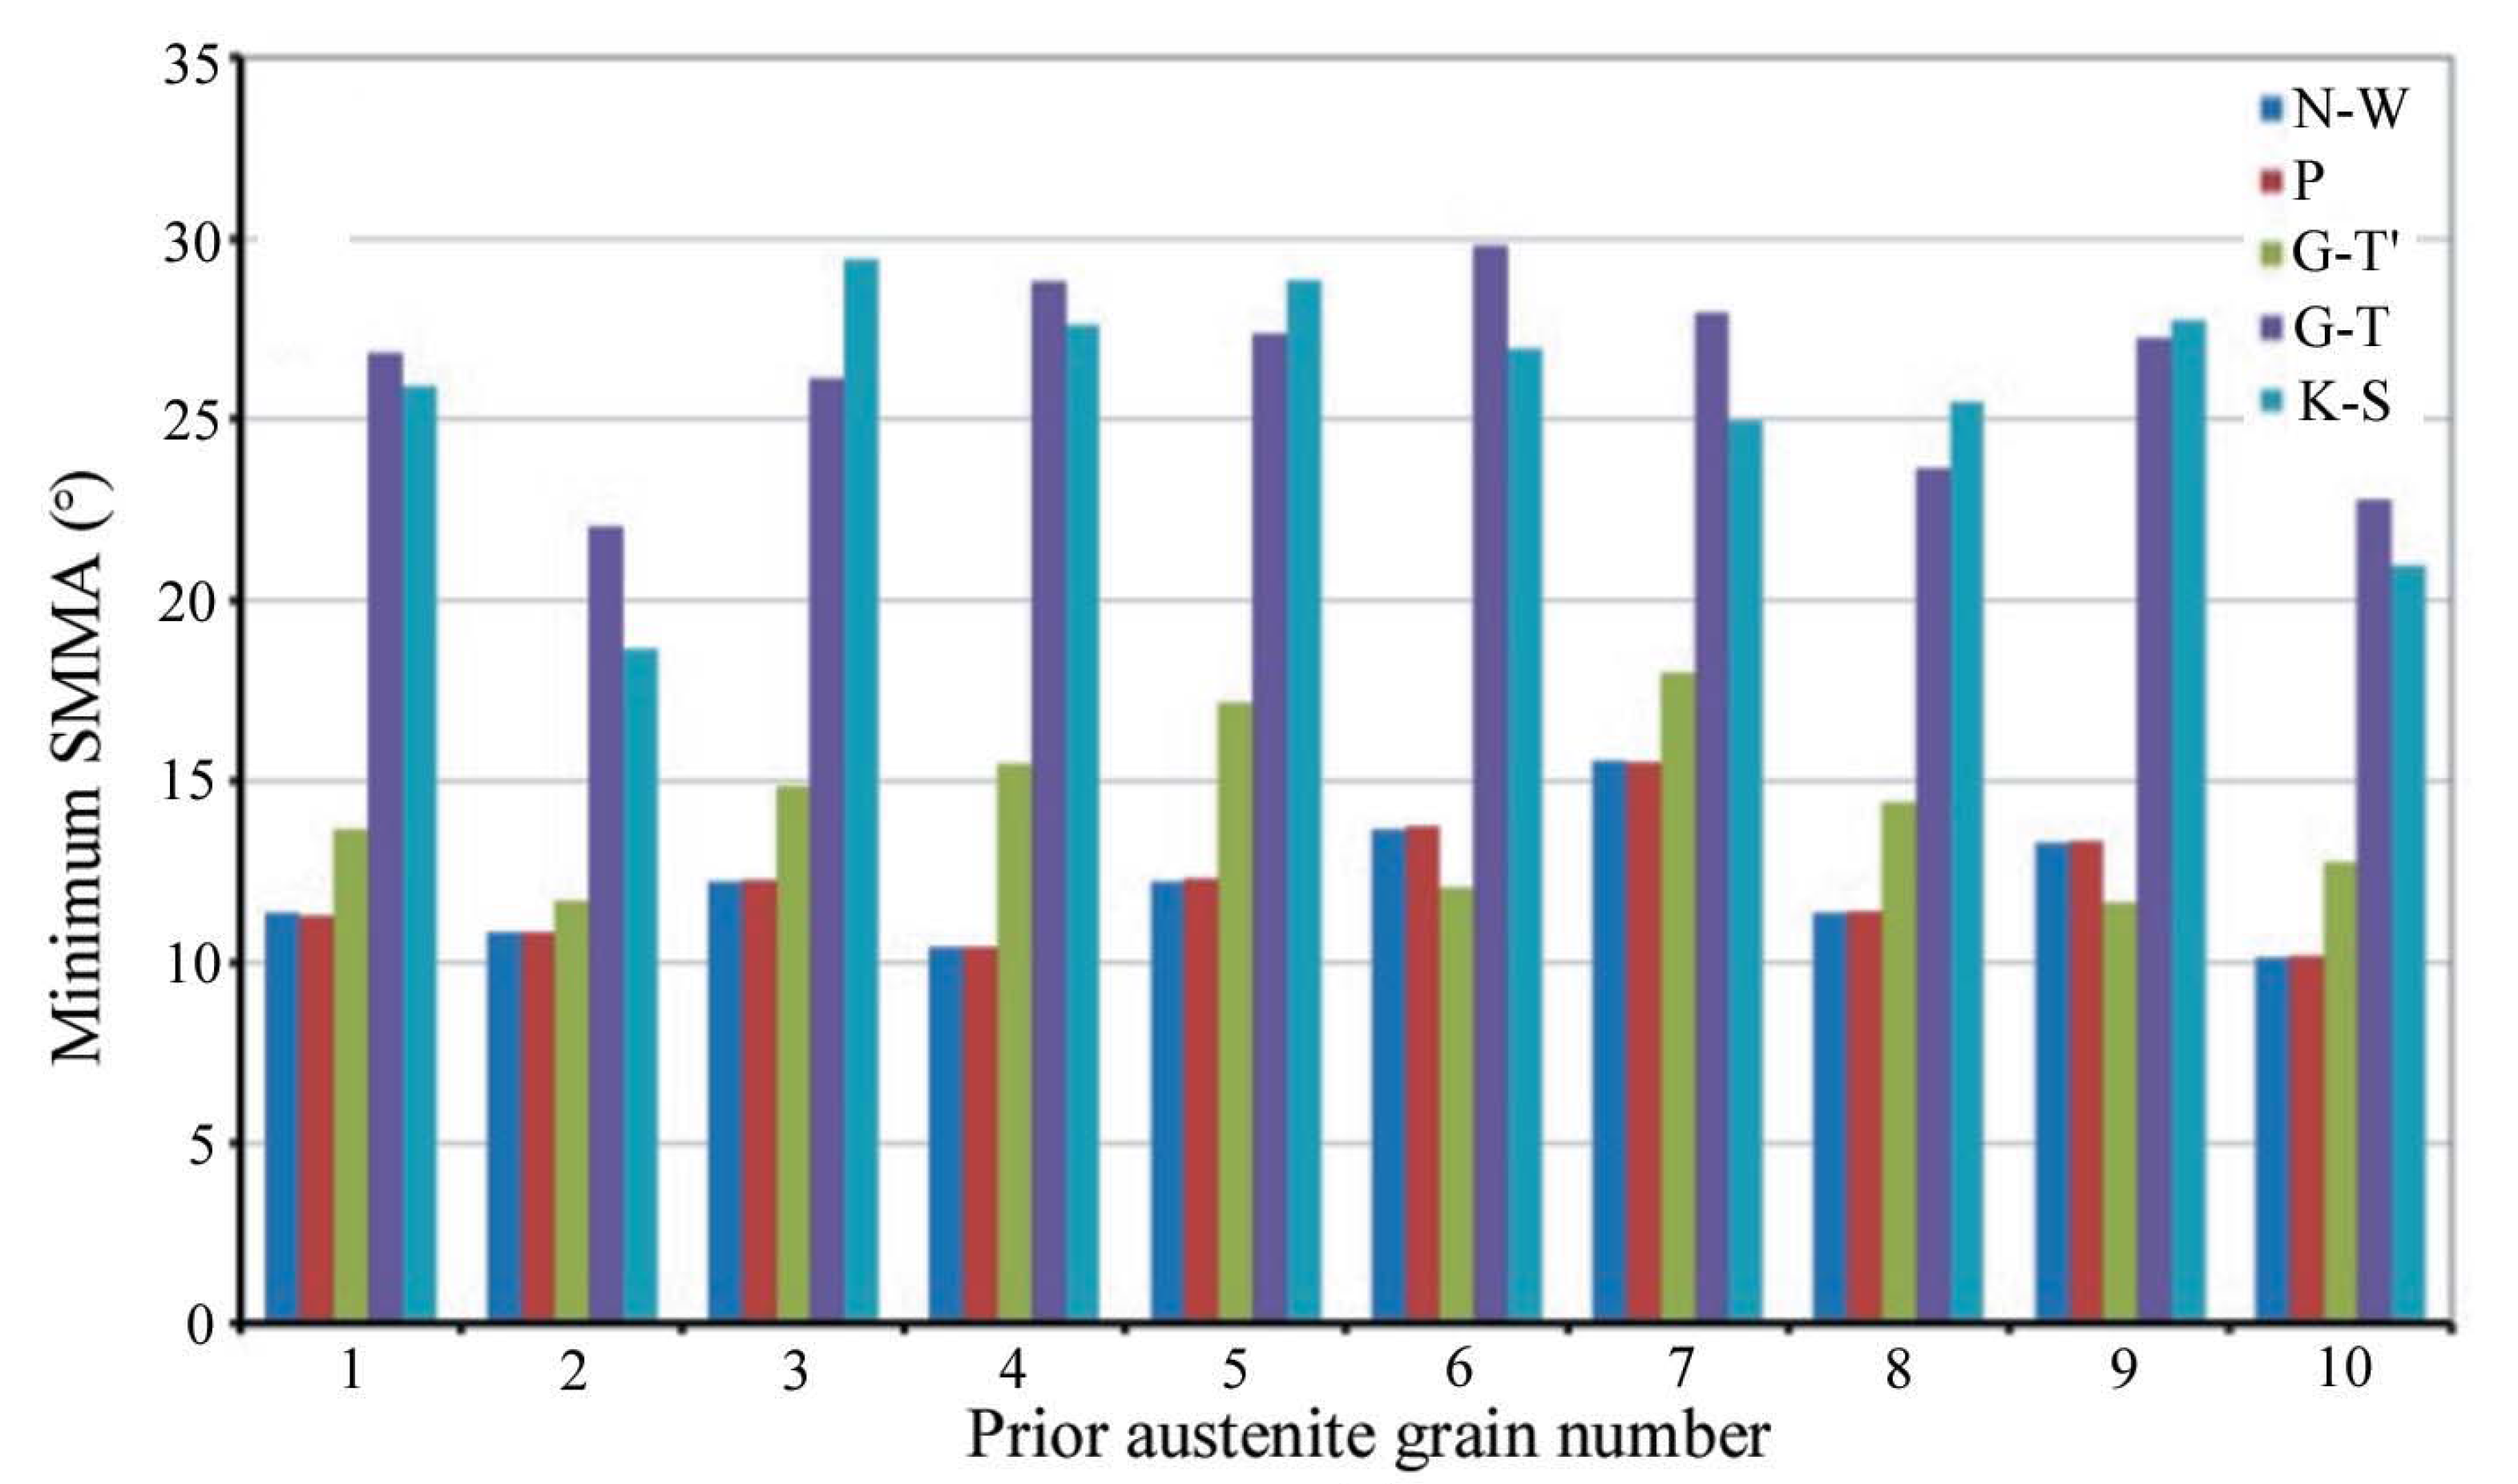 35
30
25
20
15
10
5
0
Minimum SMMA (°)
N-W
P
G-T'
G-T
K-S
1 2 3 4 5 6 7 8 9 10
Prior austenite grain number